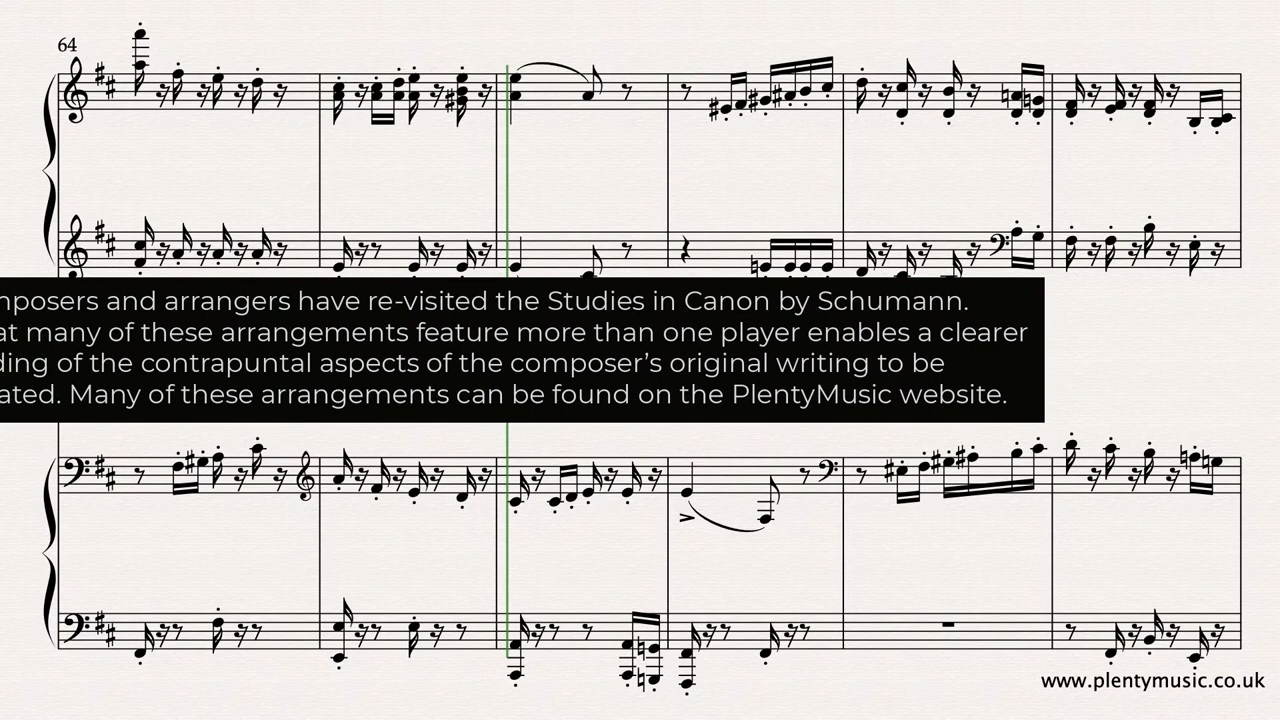 64
mposers and arrangers have re-visited the Studies in Canon by Schumann.
at many of these arrangements feature more than one player enables a clearer
ding of the contrapuntal aspects of the composer’s original writing to be
ated. Many of these arrangements can be found on the PlentyMusic website.
www.plentymusic.co.uk